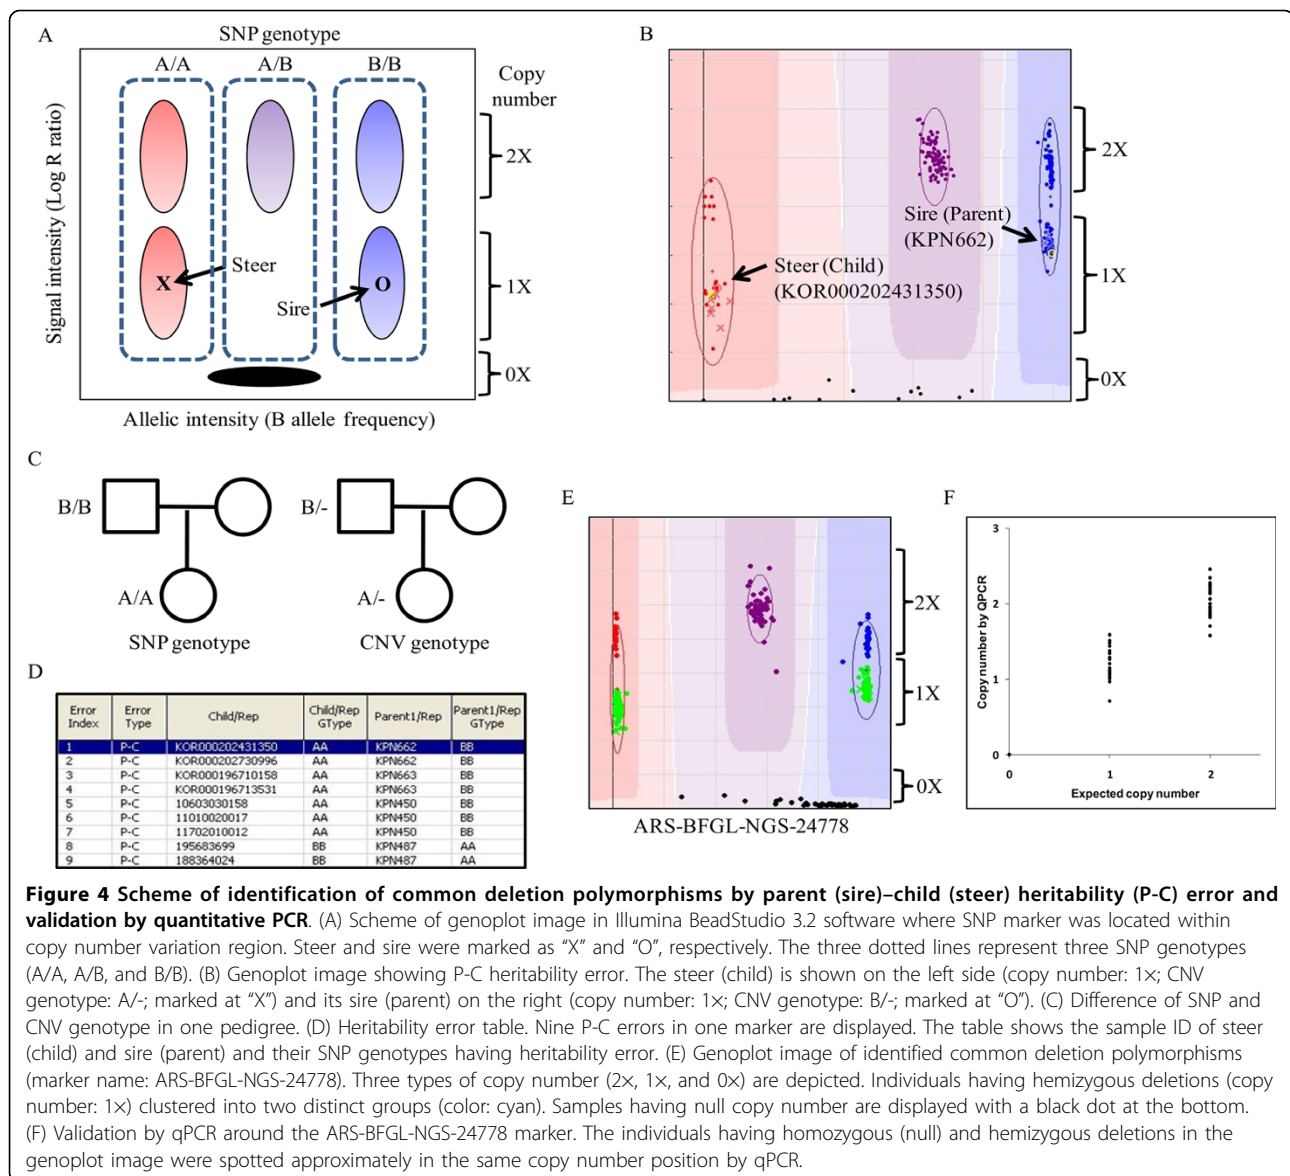 A
SNP genotype
A/A A/B B/B
Copy
number
Signal intensity (Log R ratio)
2X
X
Steer
O
Sire
1X
0X
Allelic intensity (B allele frequency)
B
2X
Sire (Parent)
(KPN662)
Steer (Child)
(KOR000202431350)
1X
0X
C
B/B
A/A
SNP genotype
B/-
A/-
CNV genotype
D
Error Index Error Type Child/Rep Child/Rep GType Parent1/Rep Parent1/Rep GType
1 P-C KOR000202431350 AA KPN662 BB
2 P-C KOR000202730996 AA KPN662 BB
3 P-C KOR000196710158 AA KPN663 BB
4 P-C KOR000196713531 AA KPN663 BB
5 P-C 10603030158 AA KPN450 BB
6 P-C 11010020017 AA KPN450 BB
7 P-C 11702010012 AA KPN450 BB
8 P-C 195683699 BB KPN487 AA
9 P-C 188364024 BB KPN487 AA
E
2X
1X
0X
ARS-BFGL-NGS-24778
F
Copy number by QPCR
3
2
1
0
0 1 2
Expected copy number
Figure 4 Scheme of identification of common deletion polymorphisms by parent (sire)–child (steer) heritability (P-C) error and
validation by quantitative PCR. (A) Scheme of genoplot image in Illumina BeadStudio 3.2 software where SNP marker was located within
copy number variation region. Steer and sire were marked as “X” and “O”, respectively. The three dotted lines represent three SNP genotypes
(A/A, A/B, and B/B). (B) Genoplot image showing P-C heritability error. The steer (child) is shown on the left side (copy number: 1×; CNV
genotype: A/-; marked at “X”) and its sire (parent) on the right (copy number: 1×; CNV genotype: B/-; marked at “O”). (C) Difference of SNP and
CNV genotype in one pedigree. (D) Heritability error table. Nine P-C errors in one marker are displayed. The table shows the sample ID of steer
(child) and sire (parent) and their SNP genotypes having heritability error. (E) Genoplot image of identified common deletion polymorphisms
(marker name: ARS-BFGL-NGS-24778). Three types of copy number (2×, 1×, and 0×) are depicted. Individuals having hemizygous deletions (copy
number: 1×) clustered into two distinct groups (color: cyan). Samples having null copy number are displayed with a black dot at the bottom.
(F) Validation by qPCR around the ARS-BFGL-NGS-24778 marker. The individuals having homozygous (null) and hemizygous deletions in the
genoplot image were spotted approximately in the same copy number position by qPCR.